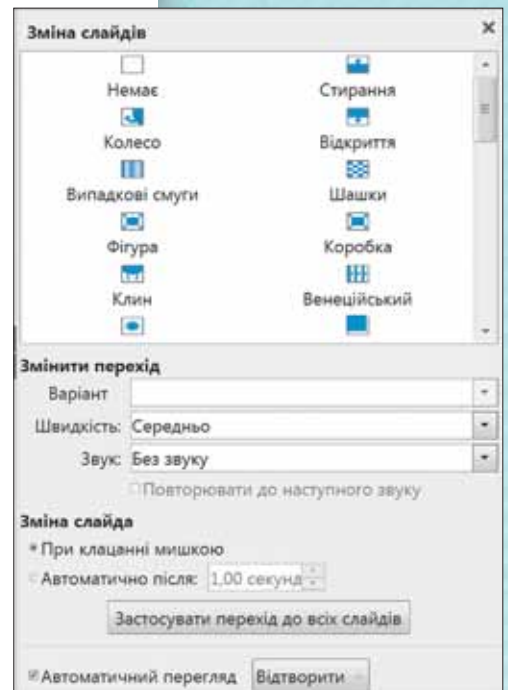 Зміна слайдів
Немає Стирання
Колесо Відкриття
Випадкові смуги Шашки
Фігура Коробка
Клин Венеційський
Змінити перехід
Варіант
Швидкість: Середньо
Звук: Без звуку
Повторювати до наступного звуку
Зміна слайда
При клацанні мишкою
Автоматично після: 1,00 секунд
Застосувати перехід до всіх слайдів
Автоматичний перегляд Відтворити